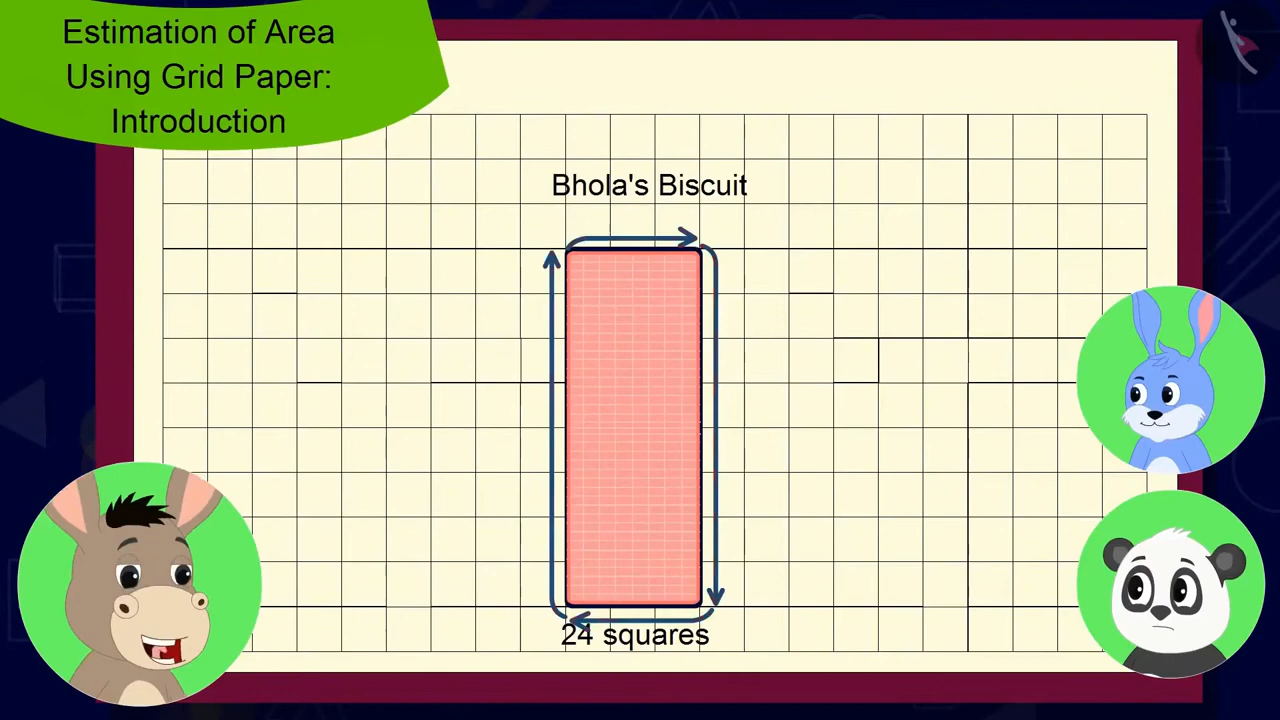 Estimation of Area
Using Grid Paper:
Introduction
Bhola's Biscuit
24 squares